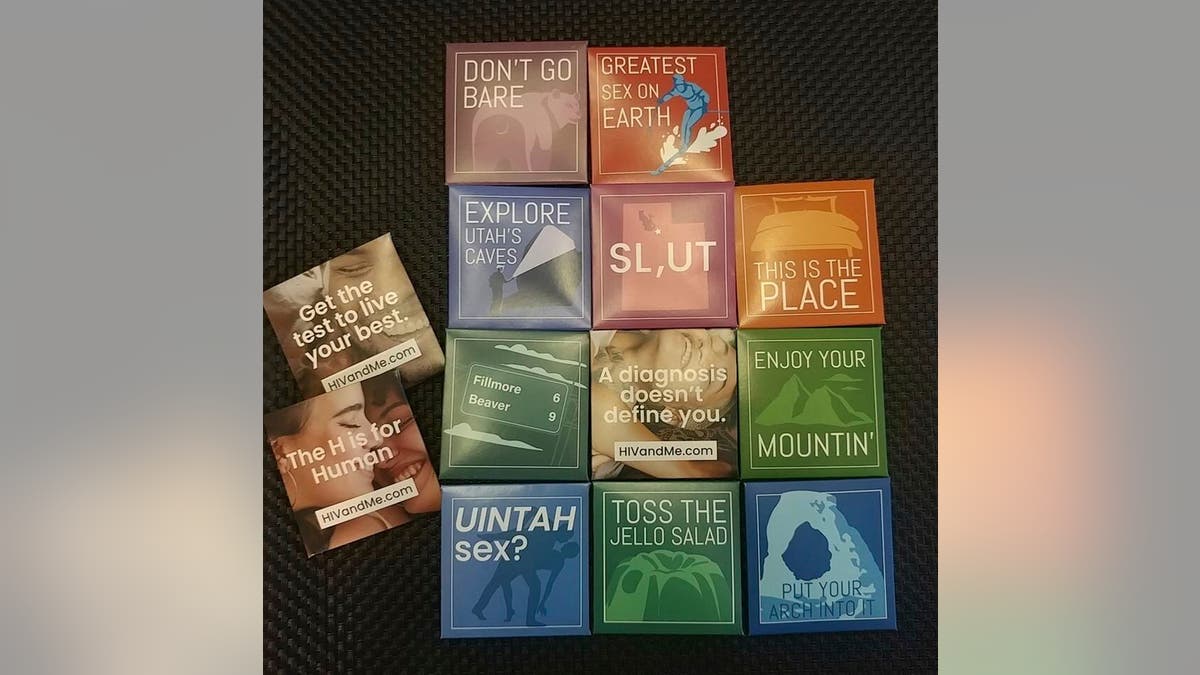 DON'T GO
BARE
GREATEST
SEX ON
EARTH
EXPLORE
UTAH'S
CAVES
SL,UT
THIS IS THE
PLACE
Get the
test to live
your best.
HIVandMe.com
Fillmore 6
Beaver 9
A diagnosis
doesn't
define you.
HIVandMe.com
ENJOY YOUR
MOUNTIN'
The H is for
Human
HIVandMe.com
UINTAH
sex?
TOSS THE
JELLO SALAD
PUT YOUR
ARCH INTO IT